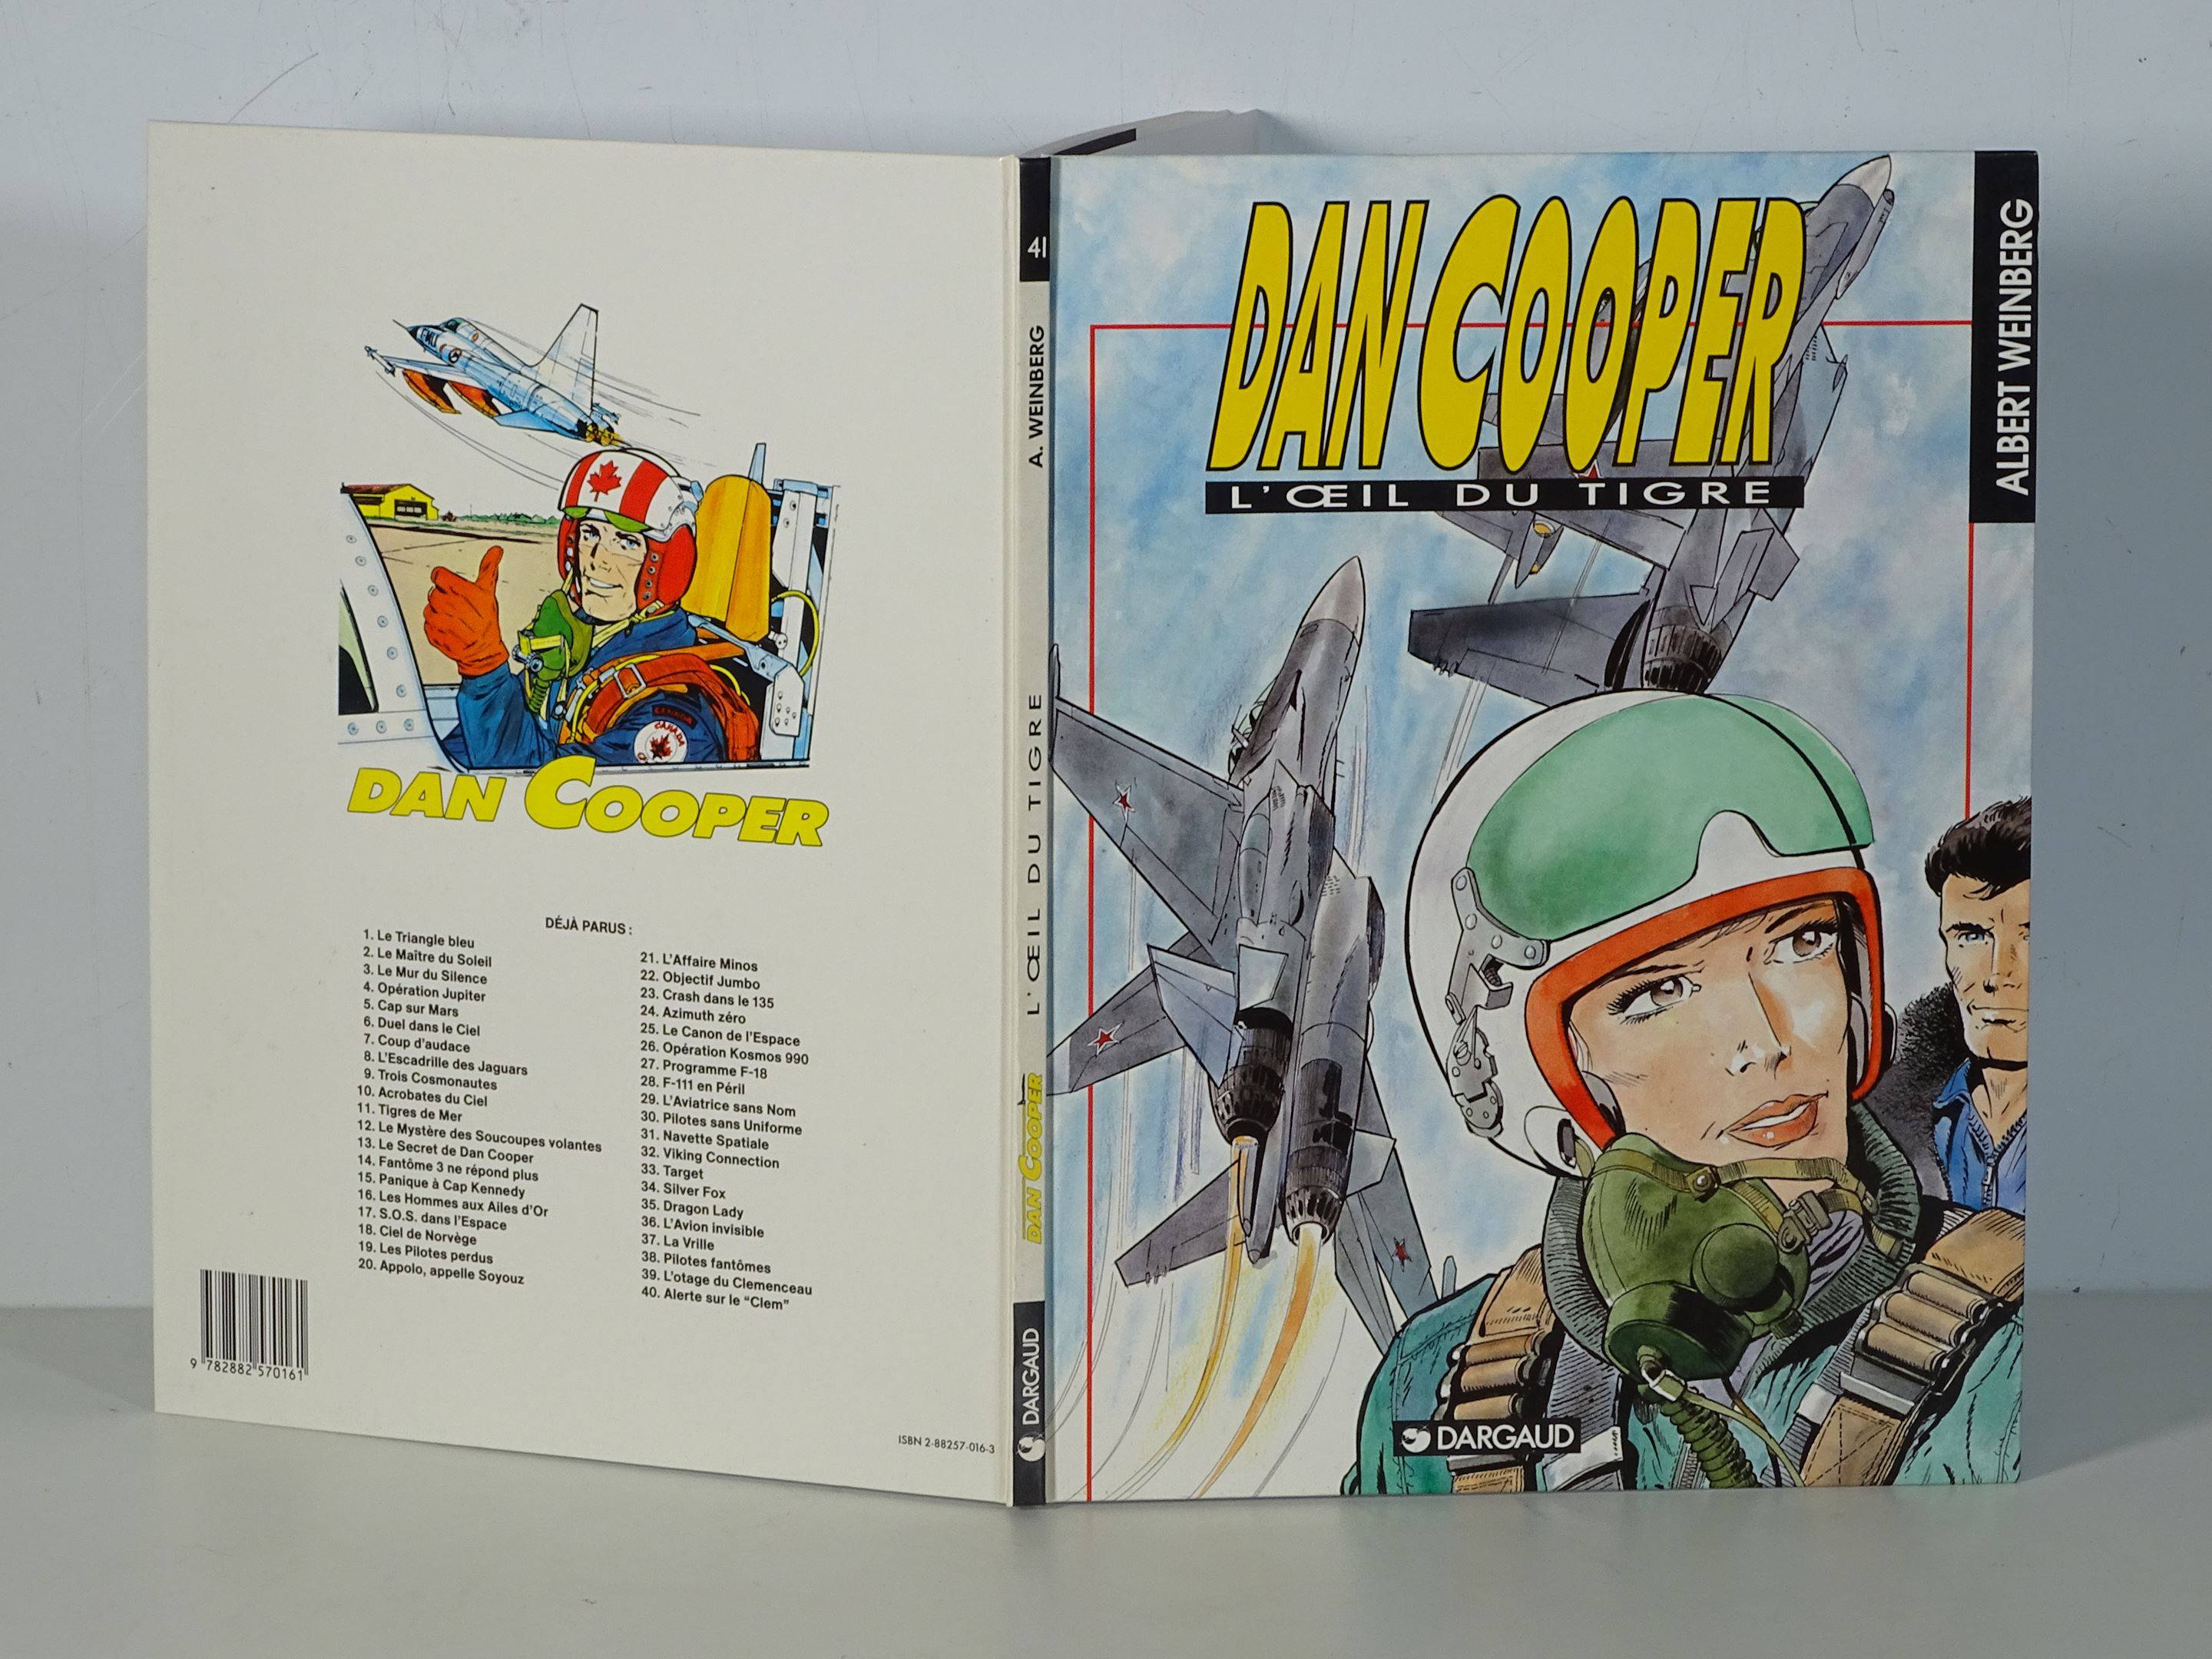 DAN COOPER
DÉJÀ PARUS :
1. Le Triangle bleu
2. Le Maître du Soleil
3. Le Mur du Silence
4. Opération Jupiter
5. Cap sur Mars
6. Duel dans le Ciel
7. Coup d'audace
8. L'Escadrille des Jaguars
9. Trois Cosmonautes
10. Acrobates du Ciel
11. Tigres de Mer
12. Le Mystère des Soucoupes volantes
13. Le Secret de Dan Cooper
14. Fantôme 3 ne répond plus
15. Panique à Cap Kennedy
16. Les Hommes aux Ailes d'Or
17. S.O.S. dans l'Espace
18. Ciel de Norvège
19. Les Pilotes perdus
20. Appolo, appelle Soyouz
21. L'Affaire Minos
22. Objectif Jumbo
23. Crash dans le 135
24. Azimuth zéro
25. Le Canon de l'Espace
26. Opération Kosmos 990
27. Programme F-18
28. F-111 en Péril
29. L'Aviatrice sans Nom
30. Pilotes sans Uniforme
31. Navette Spatiale
32. Viking Connection
33. Target
34. Silver Fox
35. Dragon Lady
36. L'Avion invisible
37. La Vrille
38. Pilotes fantômes
39. L'otage du Clemenceau
40. Alerte sur le "Clem"
9 782882 570161
ISBN 2-88257-016-3
CANADA
CANADA
41
A. WEINBERG
L'ŒIL DU TIGRE
DAN COOPER
DARGAUD
DAN COOPER
L'ŒIL DU TIGRE
ALBERT WEINBERG
DARGAUD